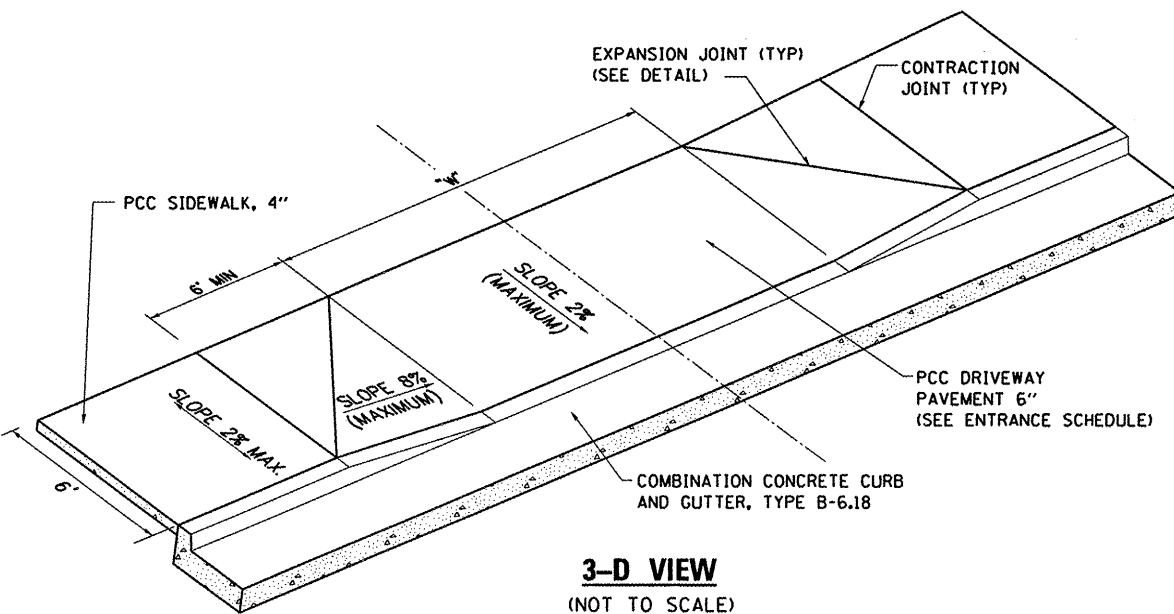 EXPANSION JOINT (TYP)
(SEE DETAIL)
CONTRACTION
JOINT (TYP)
"W"
PCC SIDEWALK, 4"
6' MIN
SLOPE 2%
(MAXIMUM)
SLOPE 8%
(MAXIMUM)
SLOPE 2% MAX.
6'
PCC DRIVEWAY
PAVEMENT 6"
(SEE ENTRANCE SCHEDULE)
COMBINATION CONCRETE CURB
AND GUTTER, TYPE B-6.18
3-D VIEW
(NOT TO SCALE)